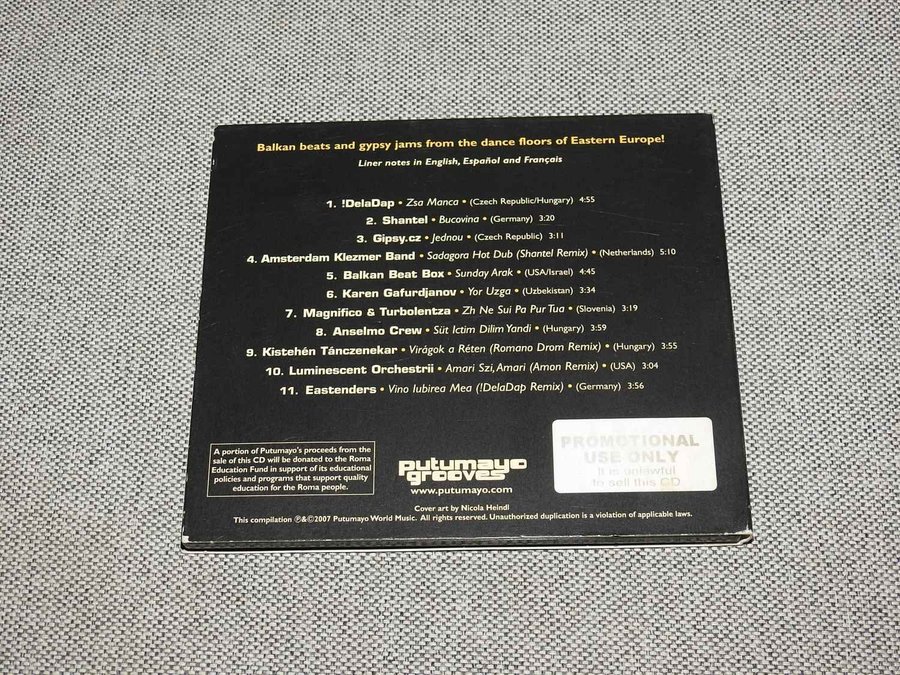 Balkan beats and gypsy jams from the dance floors of Eastern Europe!
Liner notes in English, Español and Français
1. !DelaDap • Zsa Manca • (Czech Republic/Hungary) 4:55
2. Shantel • Bucovina • (Germany) 3:20
3. Gipsy.cz • Jednou • (Czech Republic) 3:11
4. Amsterdam Klezmer Band • Sadagora Hot Dub (Shantel Remix) • (Netherlands) 5:10
5. Balkan Beat Box • Sunday Arak • (USA/Israel) 4:45
6. Karen Gafurdjanov • Yor Uzga • (Uzbekistan) 3:34
7. Magnifico & Turbolentza • Zh Ne Sui Pa Pur Tua • (Slovenia) 3:19
8. Anselmo Crew • Süt Ictim Dilim Yandi • (Hungary) 3:59
9. Kistehén Tánczenekar • Virágok a Réten (Romano Drom Remix) • (Hungary) 3:55
10. Luminescent Orchestrii • Amari Szi, Amari (Amon Remix) • (USA) 3:04
11. Eastenders • Vino Iubirea Mea (!DelaDap Remix) • (Germany) 3:56
A portion of Putumayo's proceeds from the
sale of this CD will be donated to the Roma
Education Fund in support of its educational
policies and programs that support quality
education for the Roma people.
putumayo
grooves
www.putumayo.com
PROMOTIONAL
USE ONLY
It is unlawful
to sell this CD
Cover art by Nicola Heindl
This compilation ℗&©2007 Putumayo World Music. All rights reserved. Unauthorized duplication is a violation of applicable laws.